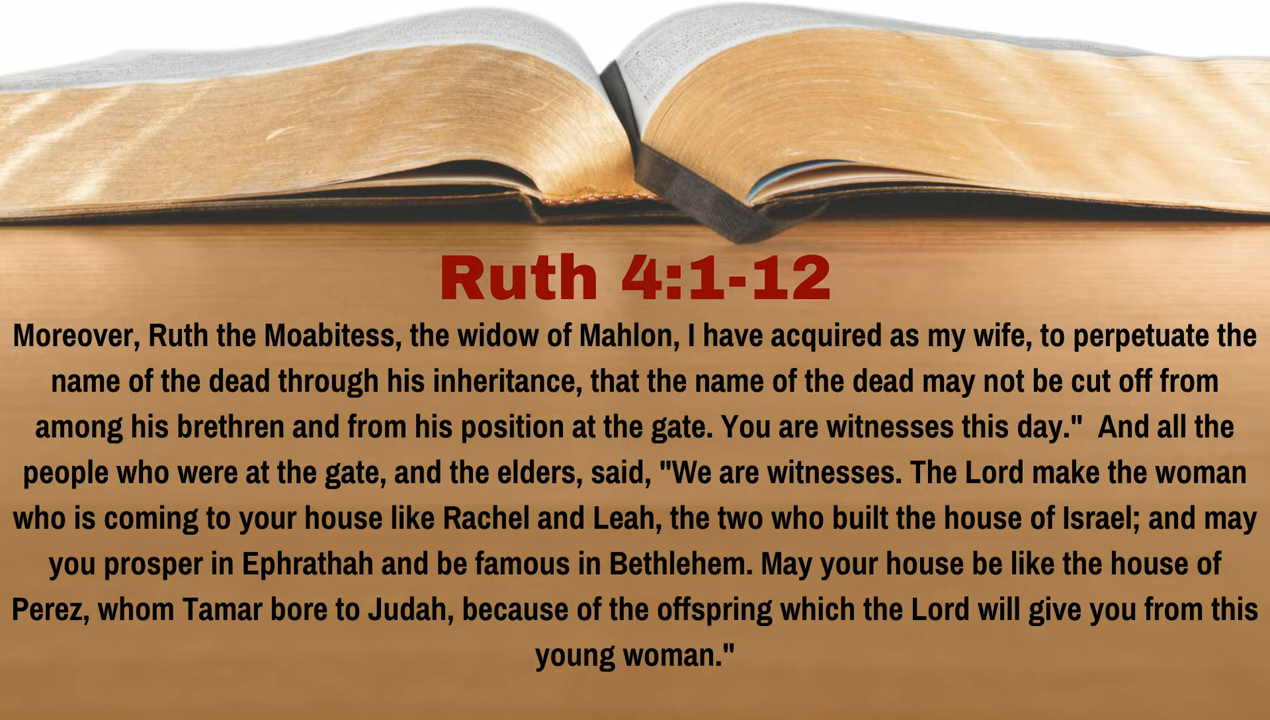 Ruth 4:1-12
Moreover, Ruth the Moabitess, the widow of Mahlon, I have acquired as my wife, to perpetuate the
name of the dead through his inheritance, that the name of the dead may not be cut off from
among his brethren and from his position at the gate. You are witnesses this day."  And all the
people who were at the gate, and the elders, said, "We are witnesses. The Lord make the woman
who is coming to your house like Rachel and Leah, the two who built the house of Israel; and may
you prosper in Ephrathah and be famous in Bethlehem. May your house be like the house of
Perez, whom Tamar bore to Judah, because of the offspring which the Lord will give you from this
young woman."